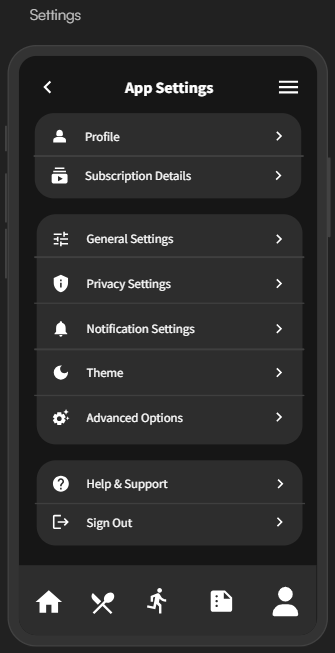 Settings
App Settings
Profile
Subscription Details
General Settings
Privacy Settings
Notification Settings
Theme
Advanced Options
Help & Support
Sign Out